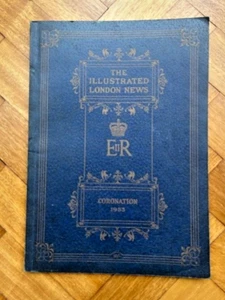 THE
ILLUSTRATED
LONDON NEWS
EIIR
CORONATION
1953